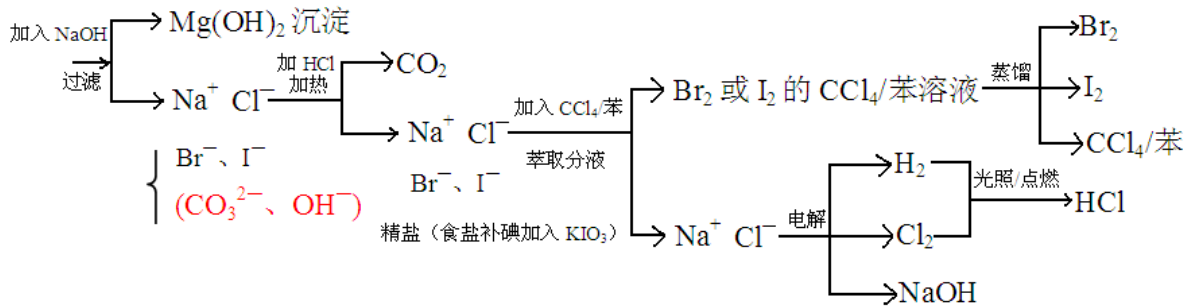 加入 NaOH
过滤
Mg(OH)₂ 沉淀
Na⁺ Cl⁻
Br⁻、I⁻
(CO₃²⁻、OH⁻)
加 HCl
加热
CO₂
Na⁺ Cl⁻
Br⁻、I⁻
精盐（食盐补碘加入 KIO₃）
加入 CCl₄/苯
萃取分液
Br₂ 或 I₂ 的 CCl₄/苯溶液
蒸馏
Br₂
I₂
CCl₄/苯
Na⁺ Cl⁻
电解
H₂
Cl₂
NaOH
光照/点燃
HCl